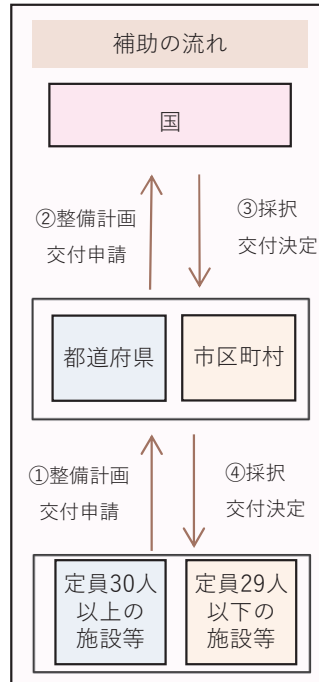 補助の流れ
国
②整備計画
交付申請
③採択
交付決定
都道府県
市区町村
①整備計画
交付申請
④採択
交付決定
定員30人
以上の
施設等
定員29人
以下の
施設等